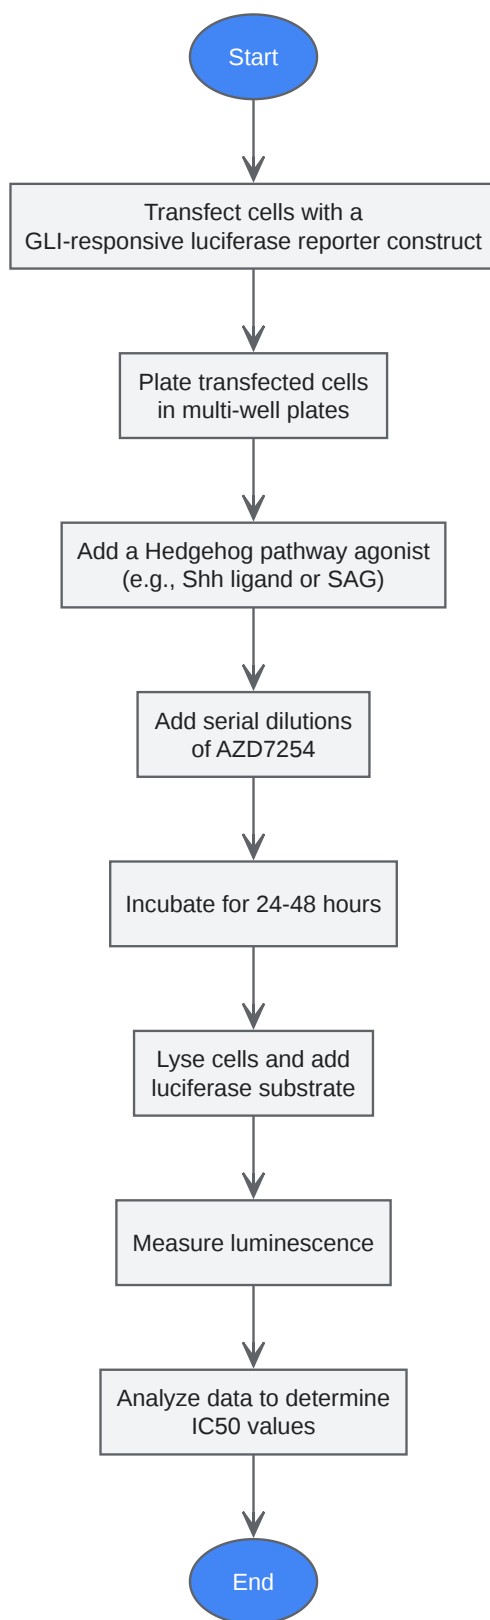 Start
Transfect cells with a
GLI-responsive luciferase reporter construct
Plate transfected cells
in multi-well plates
Add a Hedgehog pathway agonist
(e.g., Shh ligand or SAG)
Add serial dilutions
of AZD7254
Incubate for 24-48 hours
Lyse cells and add
luciferase substrate
Measure luminescence
Analyze data to determine
IC50 values
End